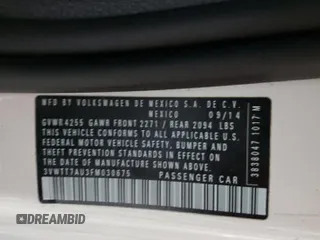 BY VOLKSWAGEN DE MEXICO S.A. DE C.V.
MEXICO 09/14
GVWR 4255 GAWR FRONT 2271 / REAR 2094 LBS
THIS VEHICLE CONFORMS TO ALL APPLICABLE U.S.
FEDERAL MOTOR VEHICLE SAFETY, BUMPER AND
THEFT PREVENTION STANDARDS IN EFFECT ON THE
DATE OF MANUFACTURE SHOWN ABOVE.
3VWTT7AU3FM030675
PASSENGER CAR
3838047 1017 M
DREAMBID